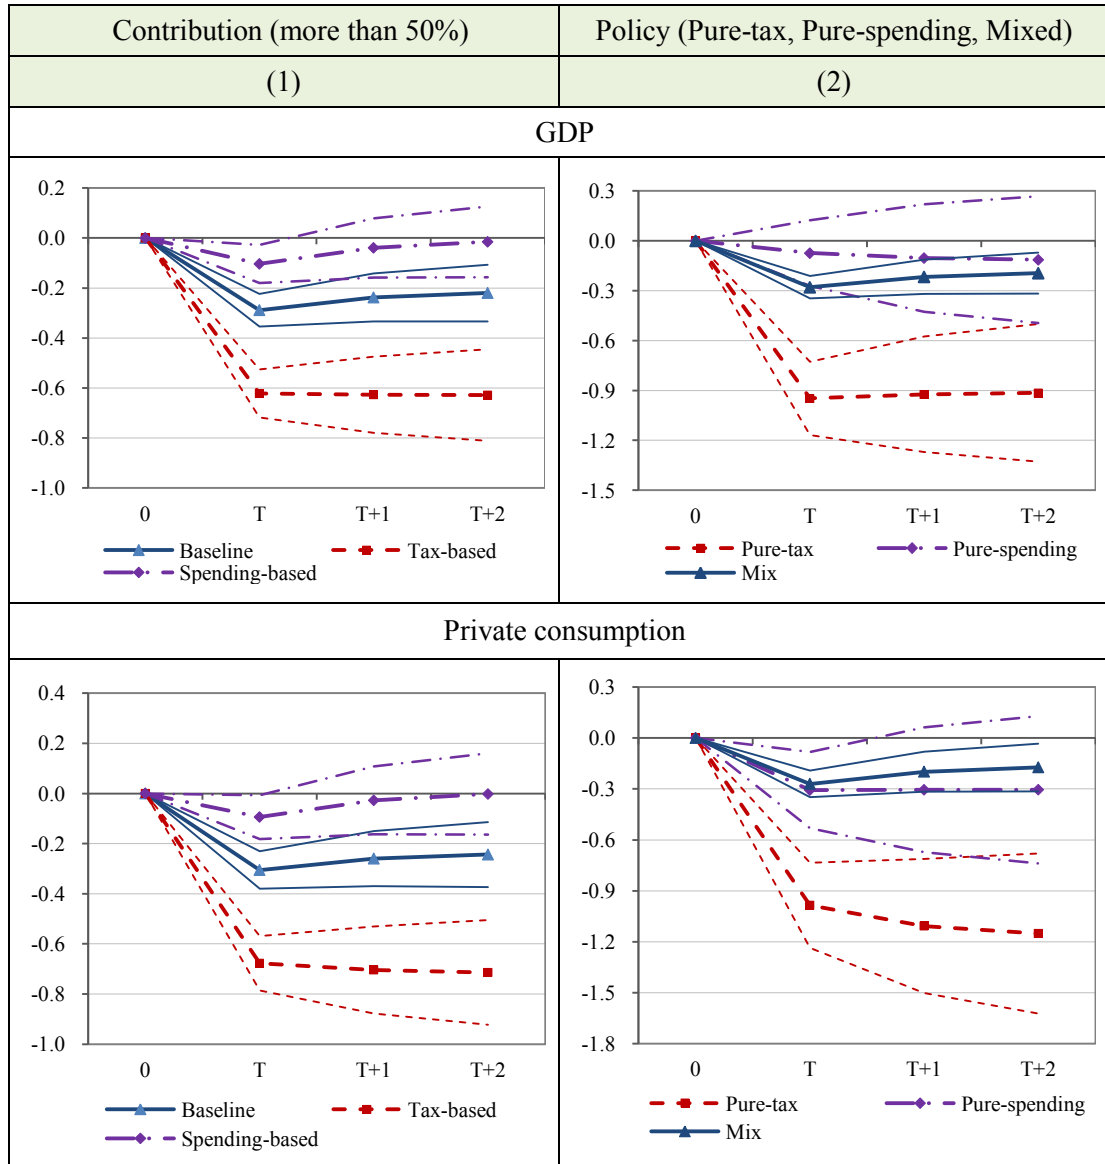 Contribution (more than 50%) Policy (Pure-tax, Pure-spending, Mixed)
(1) (2)
GDP
0.2
0.0
-0.2
-0.4
-0.6
-0.8
-1.0
0 T T+1 T+2
Baseline Tax-based
Spending-based
0.3
0.0
-0.3
-0.6
-0.9
-1.2
-1.5
0 T T+1 T+2
Pure-tax Pure-spending
Mix
Private consumption
0.4
0.2
0.0
-0.2
-0.4
-0.6
-0.8
-1.0
0 T T+1 T+2
Baseline Tax-based
Spending-based
0.3
0.0
-0.3
-0.6
-0.9
-1.2
-1.5
-1.8
0 T T+1 T+2
Pure-tax Pure-spending
Mix